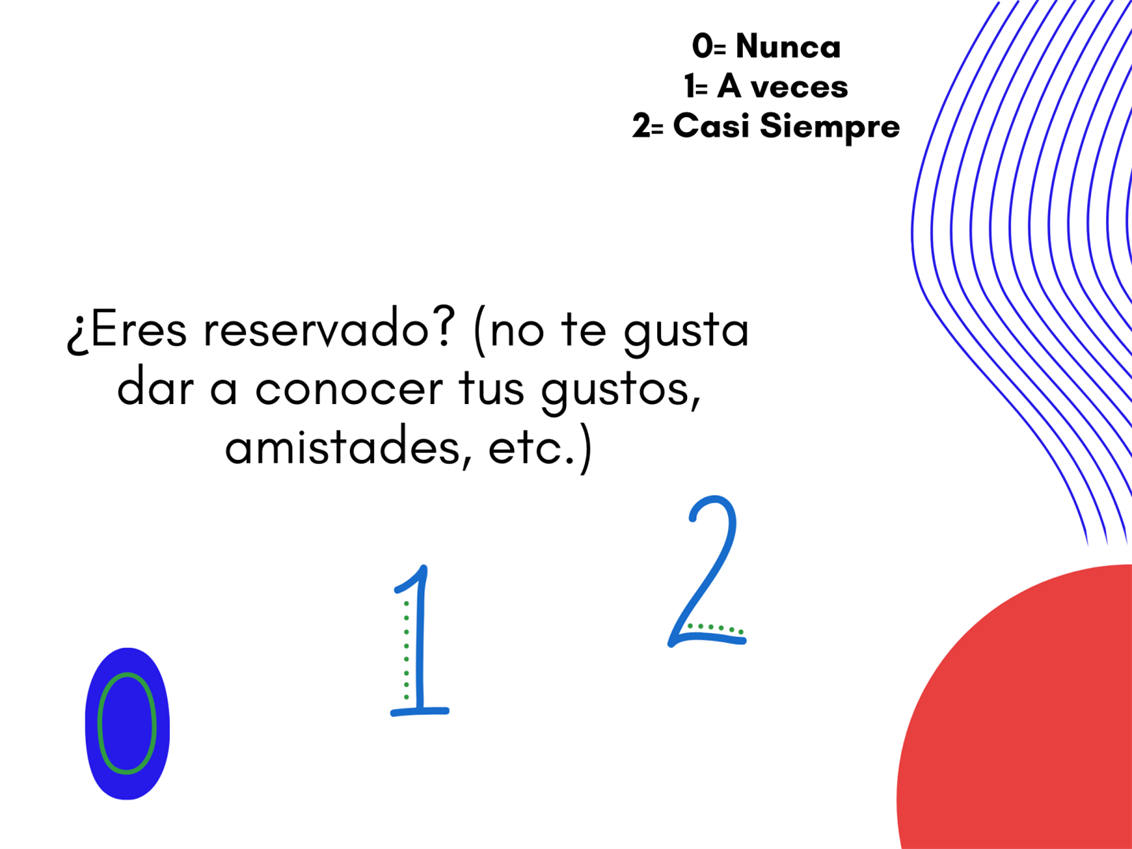 0= Nunca
1= A veces
2= Casi Siempre
¿Eres reservado? (no te gusta
dar a conocer tus gustos,
amistades, etc.)
0 1 2